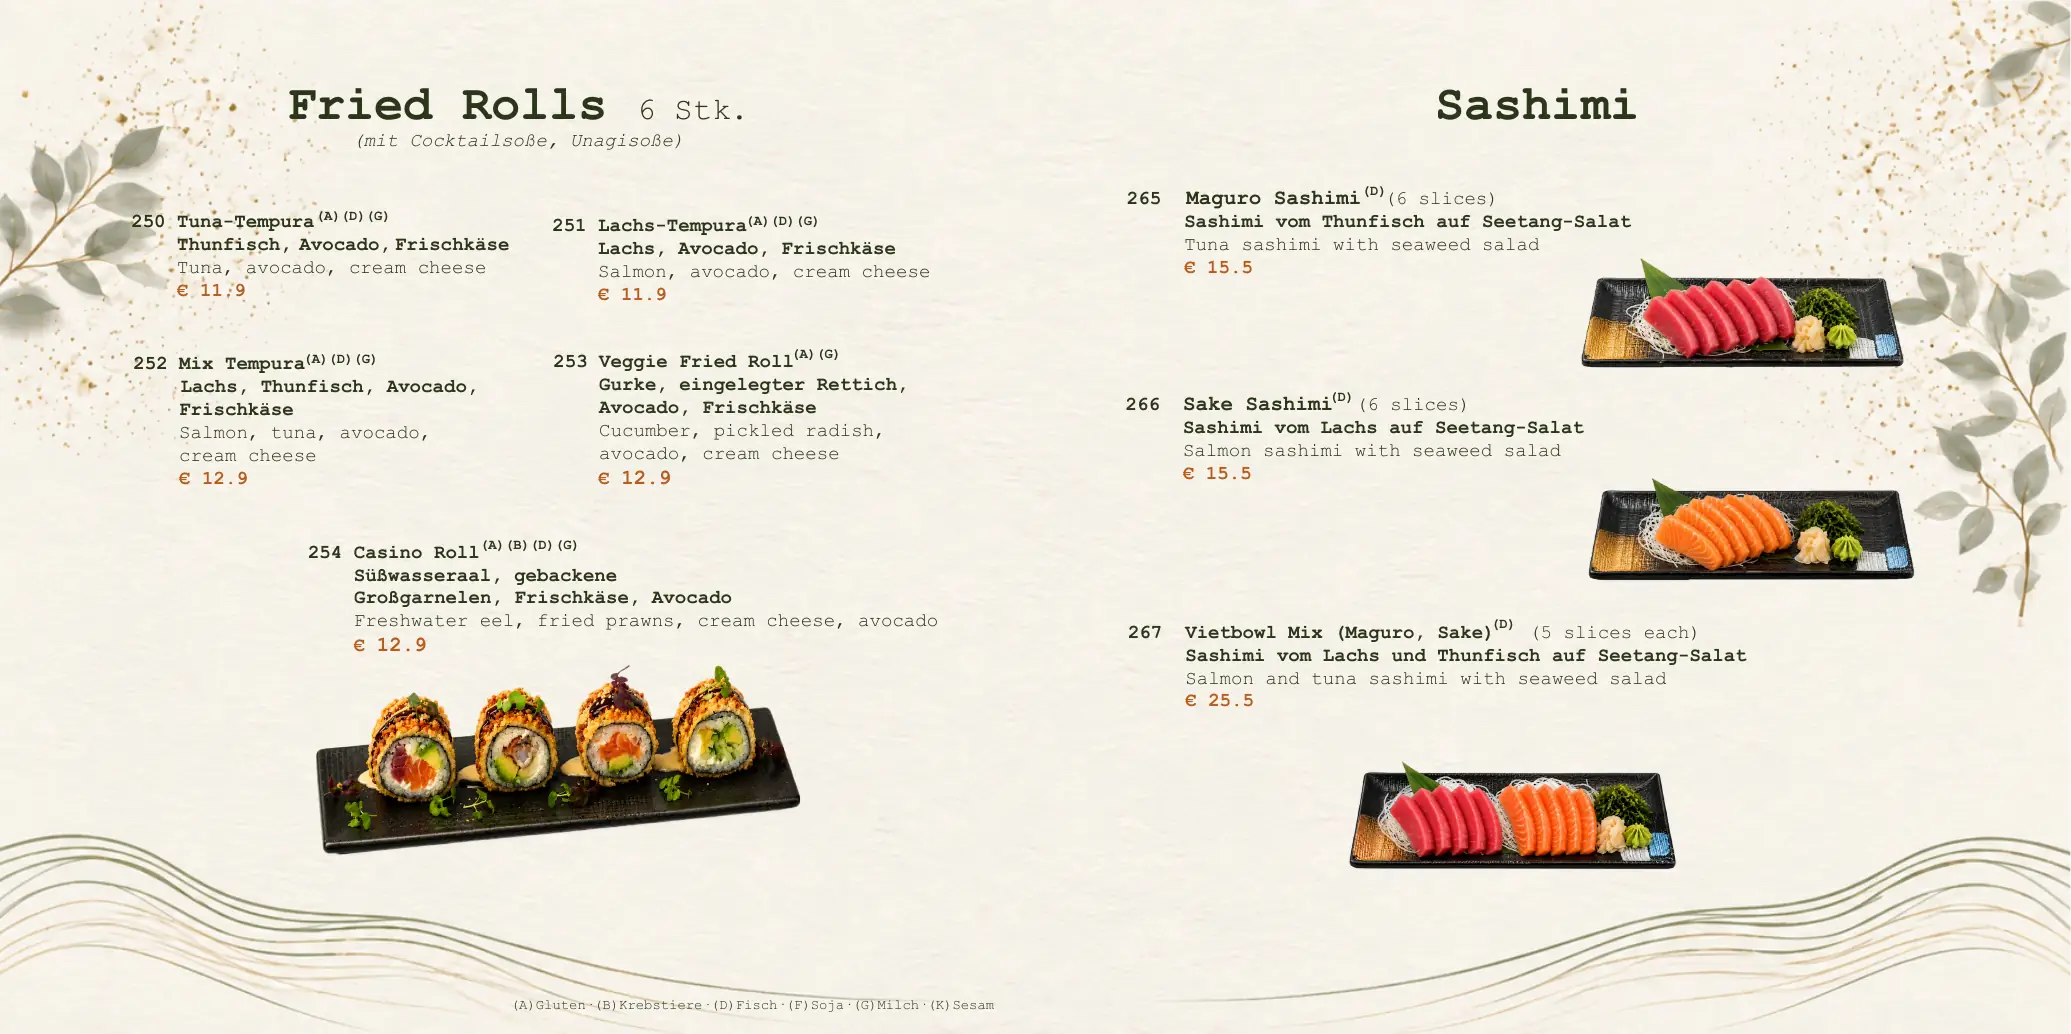 Fried Rolls 6 Stk.
(mit Cocktailsoße, Unagisoße)
250 Tuna-Tempura (A) (D) (G)
Thunfisch, Avocado, Frischkäse
Tuna, avocado, cream cheese
€ 11.9
251 Lachs-Tempura (A) (D) (G)
Lachs, Avocado, Frischkäse
Salmon, avocado, cream cheese
€ 11.9
252 Mix Tempura (A) (D) (G)
Lachs, Thunfisch, Avocado,
Frischkäse
Salmon, tuna, avocado,
cream cheese
€ 12.9
253 Veggie Fried Roll (A) (G)
Gurke, eingelegter Rettich,
Avocado, Frischkäse
Cucumber, pickled radish,
avocado, cream cheese
€ 12.9
254 Casino Roll (A) (B) (D) (G)
Süßwasseraal, gebackene
Großgarnelen, Frischkäse, Avocado
Freshwater eel, fried prawns, cream cheese, avocado
€ 12.9
(A)Gluten·(B)Krebstiere·(D)Fisch·(F)Soja·(G)Milch·(K)Sesam
Sashimi
265 Maguro Sashimi (D) (6 slices)
Sashimi vom Thunfisch auf Seetang-Salat
Tuna sashimi with seaweed salad
€ 15.5
266 Sake Sashimi (D) (6 slices)
Sashimi vom Lachs auf Seetang-Salat
Salmon sashimi with seaweed salad
€ 15.5
267 Vietbowl Mix (Maguro, Sake) (D) (5 slices each)
Sashimi vom Lachs und Thunfisch auf Seetang-Salat
Salmon and tuna sashimi with seaweed salad
€ 25.5